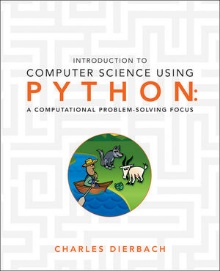 INTRODUCTION TO
COMPUTER SCIENCE USING
PYTHON:
A COMPUTATIONAL PROBLEM-SOLVING FOCUS
CHARLES DIERBACH